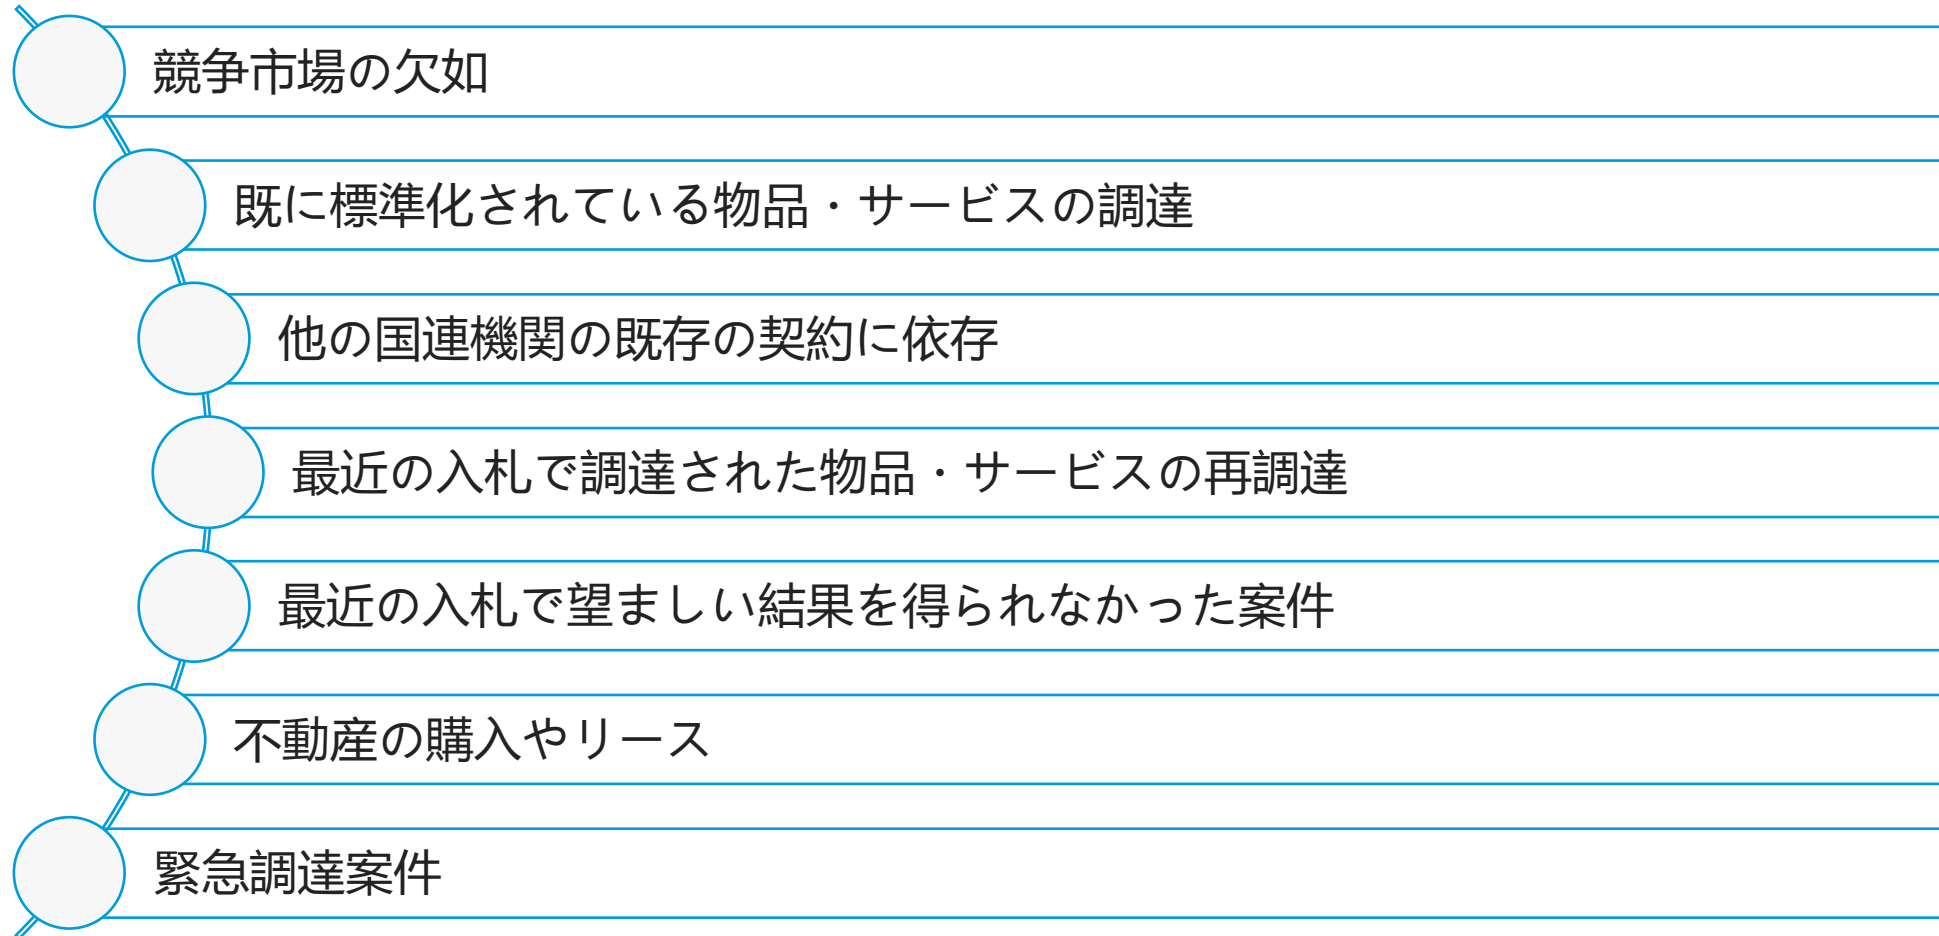 競争市場の欠如
既に標準化されている物品・サービスの調達
他の国連機関の既存の契約に依存
最近の入札で調達された物品・サービスの再調達
最近の入札で望ましい結果を得られなかった案件
不動産の購入やリース
緊急調達案件